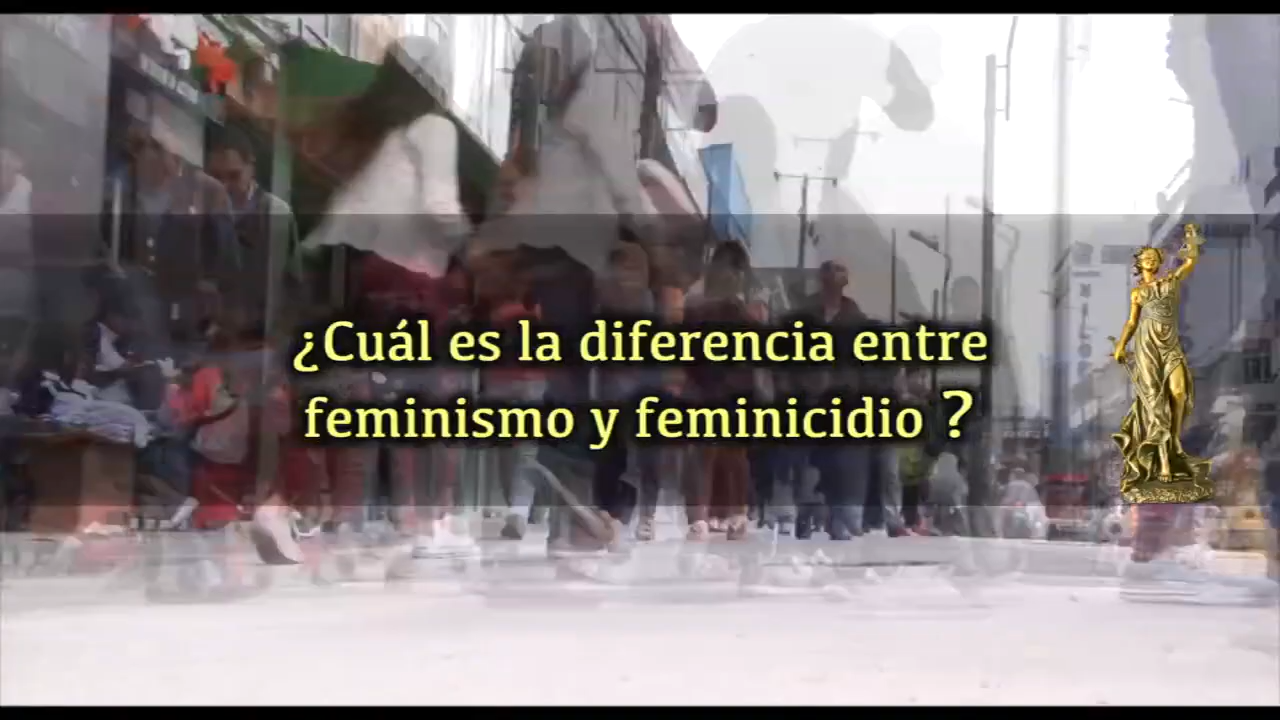 ¿Cuál es la diferencia entre
feminismo y feminicidio ?